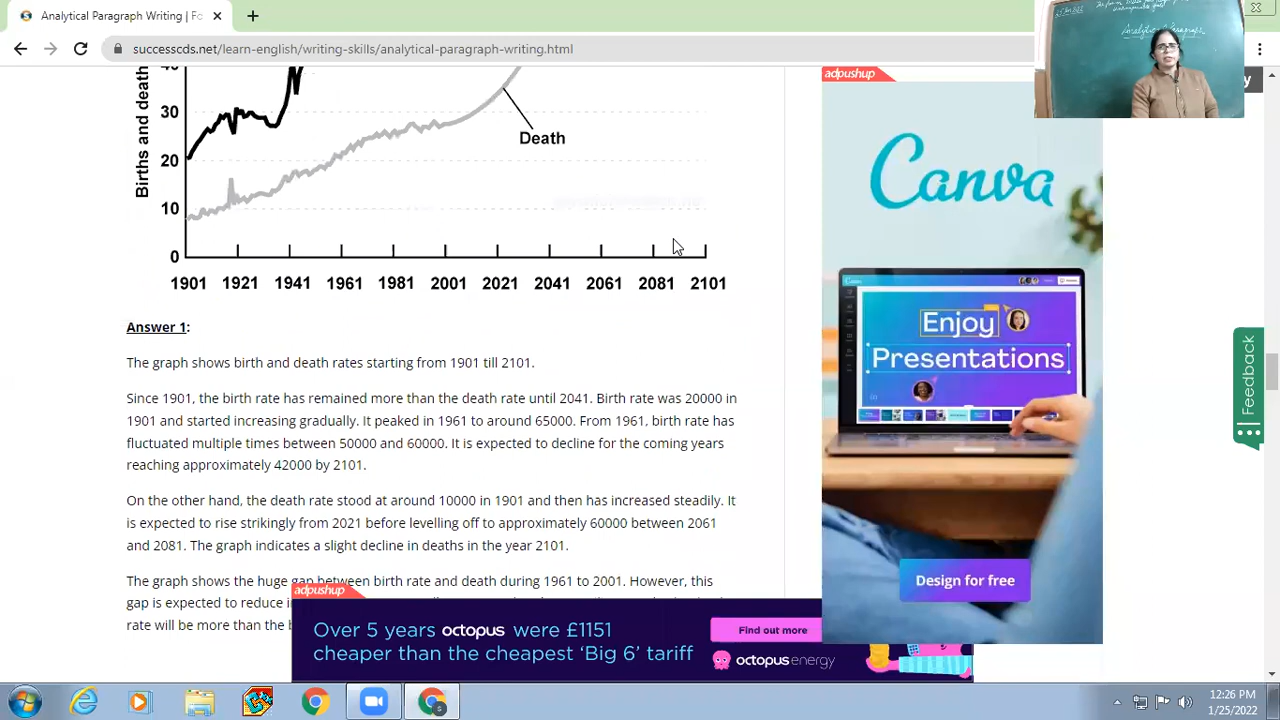 Analytical Paragraph Writing | Fo
successcds.net/learn-english/writing-skills/analytical-paragraph-writing.html
Analytical Paragraph
adpushup
Births and death
40
30
20
10
0
Death
1901 1921 1941 1961 1981 2001 2021 2041 2061 2081 2101
Answer 1:
The graph shows birth and death rates starting from 1901 till 2101.
Since 1901, the birth rate has remained more than the death rate until 2041. Birth rate was 20000 in
1901 and started increasing gradually. It peaked in 1961 to around 65000. From 1961, birth rate has
fluctuated multiple times between 50000 and 60000. It is expected to decline for the coming years
reaching approximately 42000 by 2101.
On the other hand, the death rate stood at around 10000 in 1901 and then has increased steadily. It
is expected to rise strikingly from 2021 before levelling off to approximately 60000 between 2061
and 2081. The graph indicates a slight decline in deaths in the year 2101.
The graph shows the huge gap between birth rate and death during 1961 to 2001. However, this
gap is expected to reduce
rate will be more than the
Canva
Enjoy
Presentations
Design for free
Feedback
adpushup
Over 5 years octopus were £1151
cheaper than the cheapest ‘Big 6’ tariff
Find out more
octopus energy
12:26 PM
1/25/2022